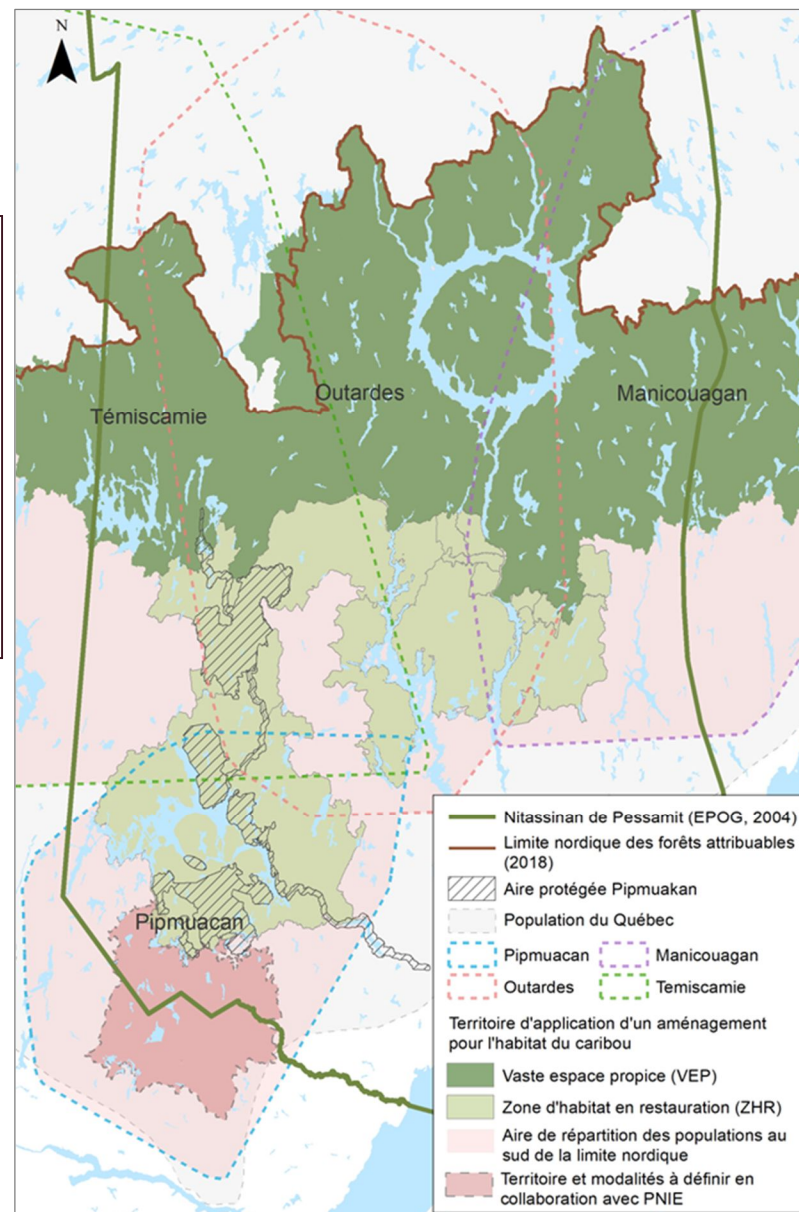 N
Témiscamie
Outardes
Manicouagan
Pipmuacan
Nitassinan de Pessamit (EPOG, 2004)
Limite nordique des forêts attribuables
(2018)
Aire protégée Pipmuakan
Population du Québec
Pipmuacan
Manicouagan
Outardes
Temiscamie
Territoire d'application d'un aménagement
pour l'habitat du caribou
Vaste espace propice (VEP)
Zone d'habitat en restauration (ZHR)
Aire de répartition des populations au
sud de la limite nordique
Territoire et modalités à définir en
collaboration avec PNIE